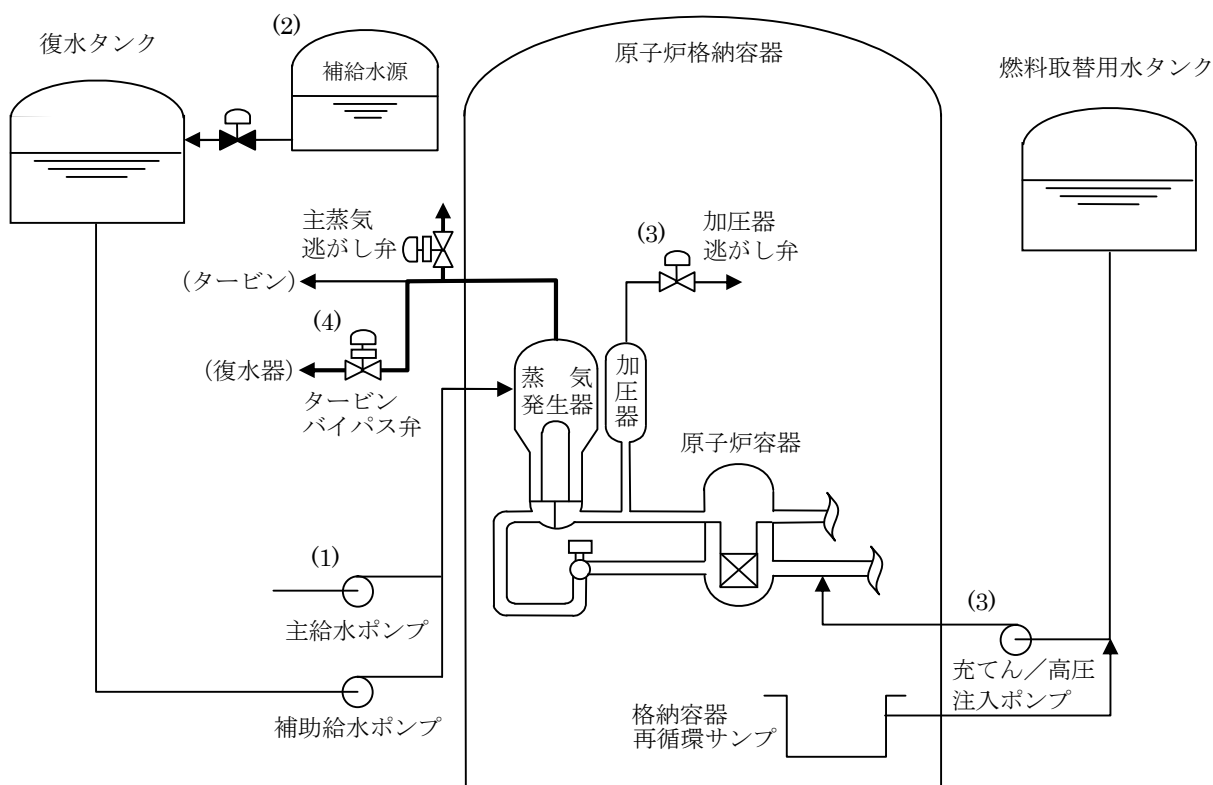 復水タンク
(2)
補給水源
原子炉格納容器
燃料取替用水タンク
主蒸気
逃がし弁
(3)
加圧器
逃がし弁
(タービン)
(4)
(復水器)
タービン
バイパス弁
蒸気
発生器
加圧器
原子炉容器
(1)
主給水ポンプ
補助給水ポンプ
(3)
充てん／高圧
注入ポンプ
格納容器
再循環サンプ